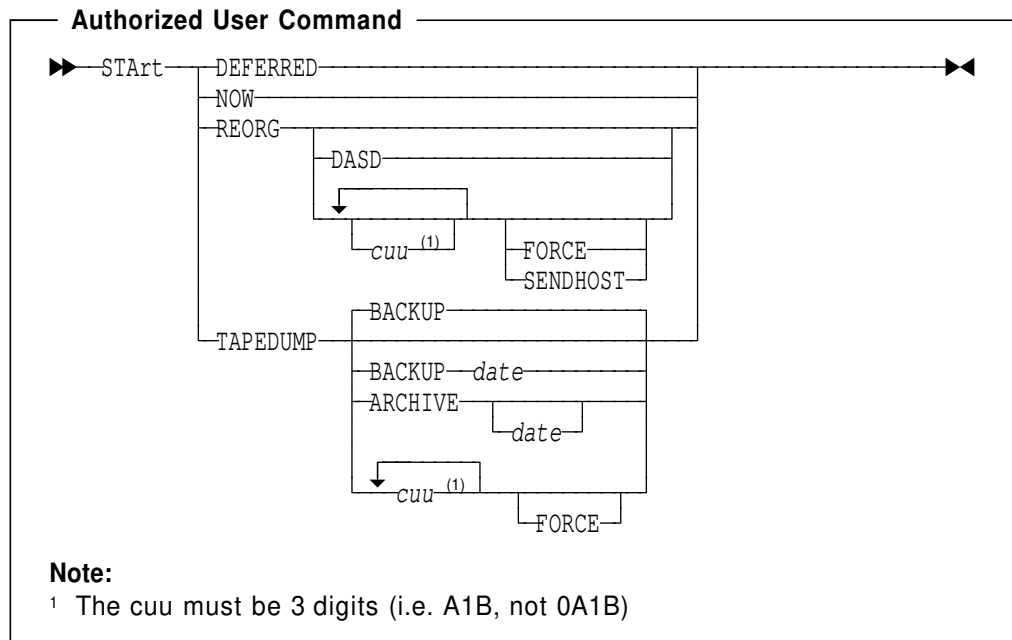 Authorized User Command
STArt DEFERRED
NOW
REORG
DASD
cuu (1)
FORCE
SENDHOST
BACKUP
TAPEDUMP
BACKUP date
ARCHIVE
date
cuu (1)
FORCE
Note:
1 The cuu must be 3 digits (i.e. A1B, not 0A1B)